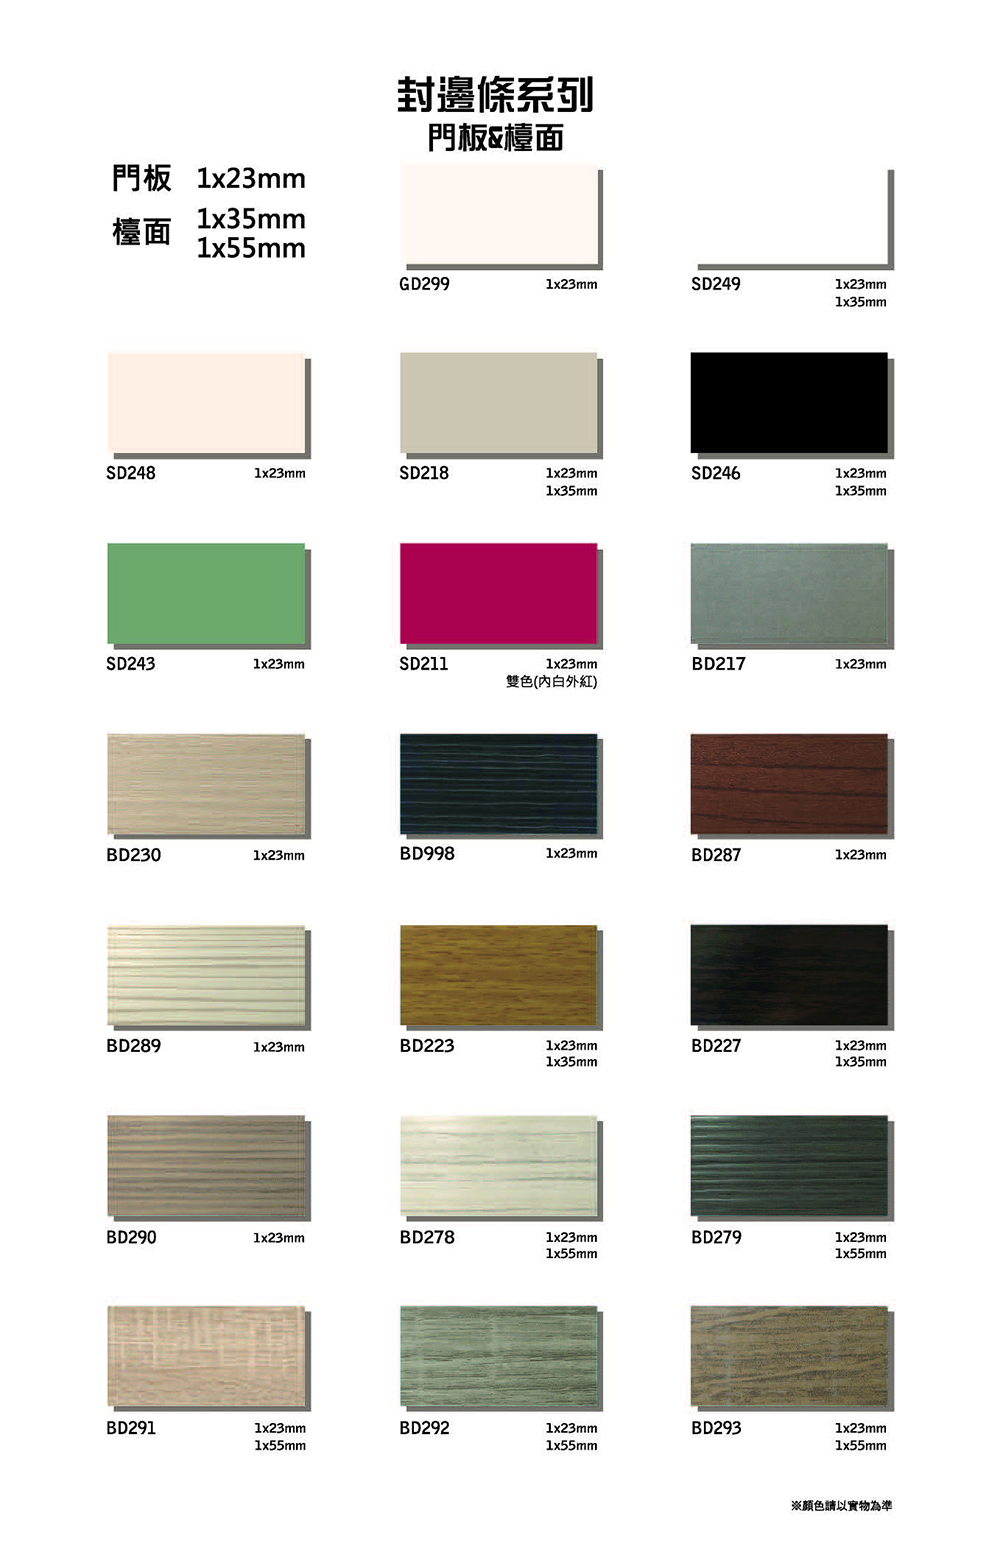 封邊條系列
門板&檯面
門板 1x23mm
檯面 1x35mm
1x55mm
GD299 1x23mm
SD249 1x23mm
1x35mm
SD248 1x23mm
SD218 1x23mm
1x35mm
SD246 1x23mm
1x35mm
SD243 1x23mm
SD211 1x23mm
雙色(內白外紅)
BD217 1x23mm
BD230 1x23mm
BD998 1x23mm
BD287 1x23mm
BD289 1x23mm
BD223 1x23mm
1x35mm
BD227 1x23mm
1x35mm
BD290 1x23mm
BD278 1x23mm
1x55mm
BD279 1x23mm
1x55mm
BD291 1x23mm
1x55mm
BD292 1x23mm
1x55mm
BD293 1x23mm
1x55mm
※顏色請以實物為準